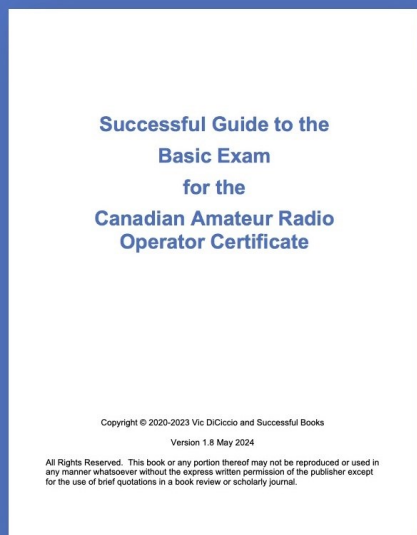 Successful Guide to the
Basic Exam
for the
Canadian Amateur Radio
Operator Certificate
Copyright © 2020-2023 Vic DiCiccio and Successful Books
Version 1.8 May 2024
All Rights Reserved. This book or any portion thereof may not be reproduced or used in
any manner whatsoever without the express written permission of the publisher except
for the use of brief quotations in a book review or scholarly journal.